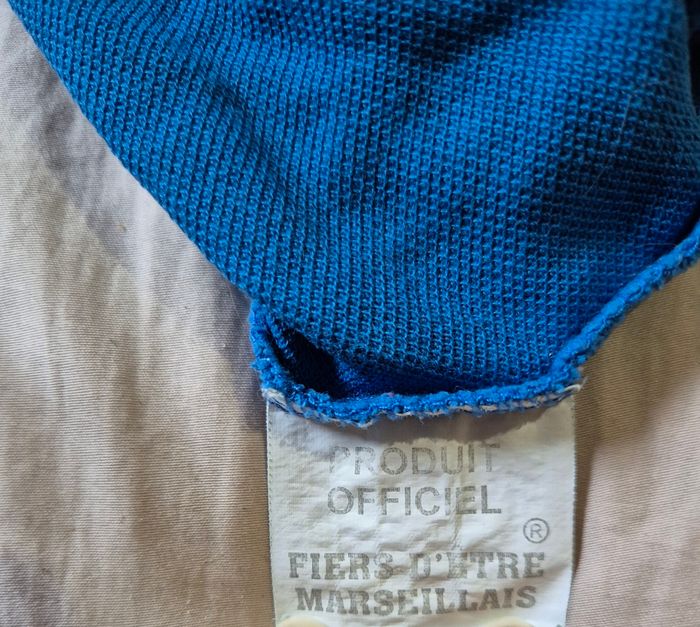 PRODUIT
OFFICIEL
®
FIERS D'ETRE
MARSEILLAIS